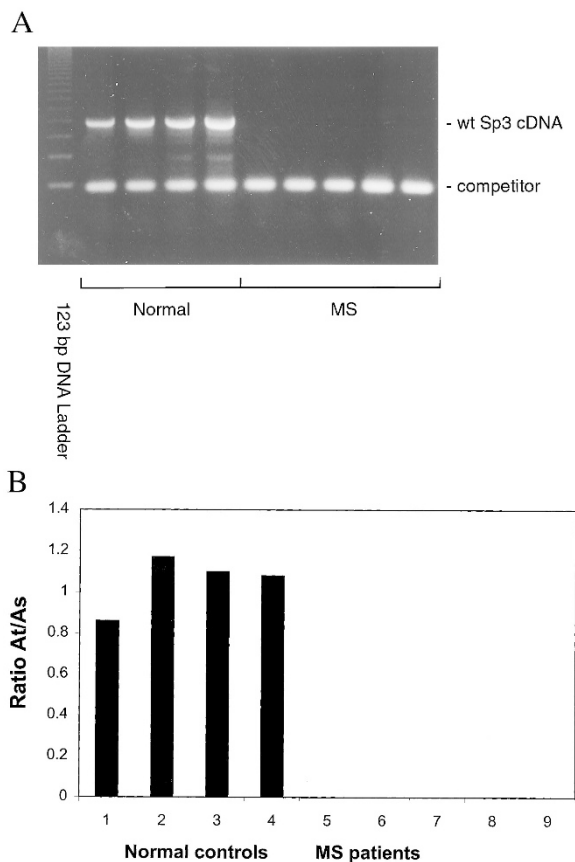 A
- wt Sp3 cDNA
- competitor
Normal
MS
123 bp DNA Ladder
B
1.4
1.2
1
0.8
0.6
0.4
0.2
0
Ratio At/As
1 2 3 4 5 6 7 8 9
Normal controls MS patients